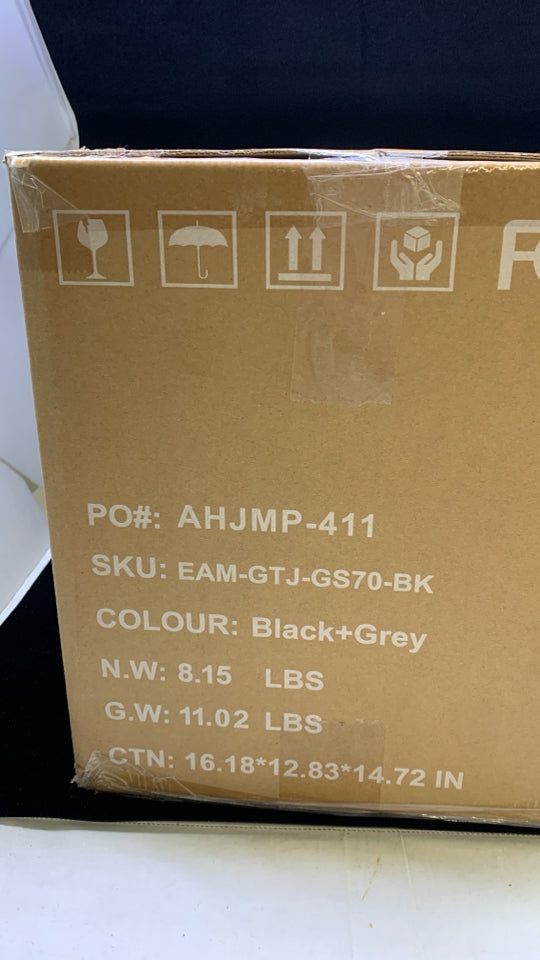 PO#: AHJMP-411
SKU: EAM-GTJ-GS70-BK
COLOUR: Black+Grey
N.W: 8.15 LBS
G.W: 11.02 LBS
CTN: 16.18*12.83*14.72 IN